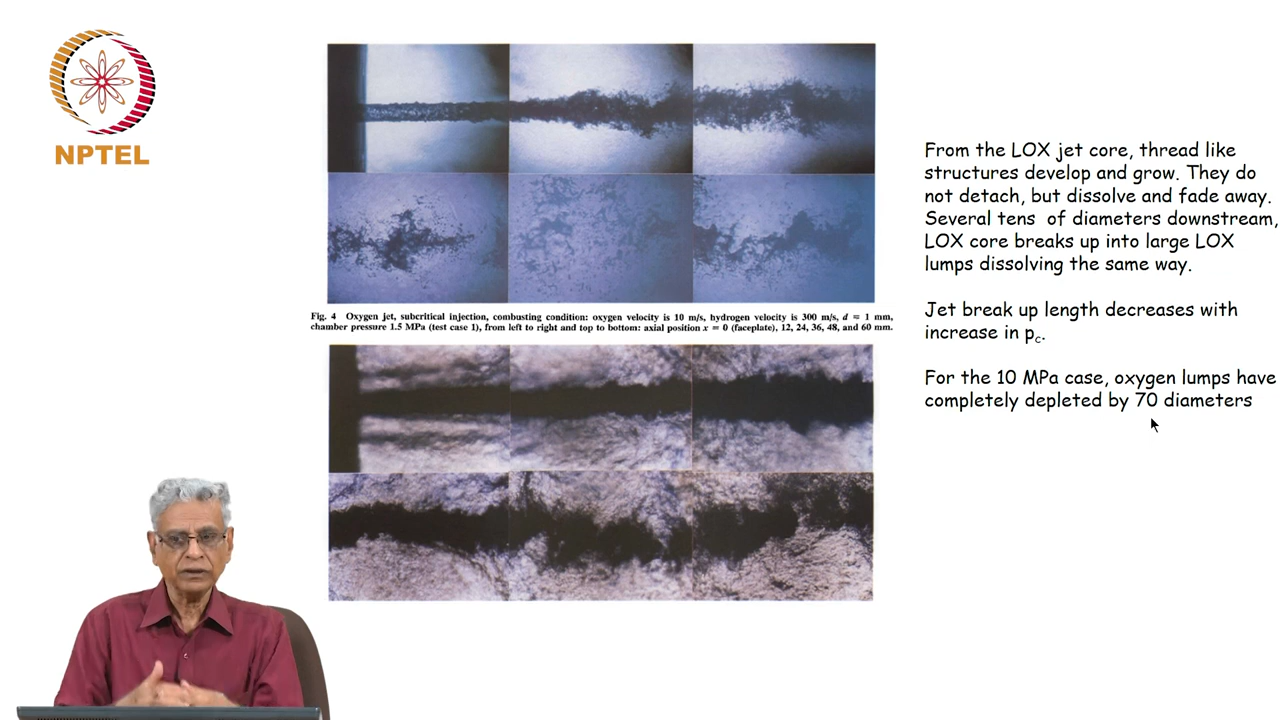 NPTEL
Fig. 4 Oxygen jet, subcritical injection, combusting condition: oxygen velocity is 10 m/s, hydrogen velocity is 300 m/s, d ≈ 1 mm,
chamber pressure 1.5 MPa (test case 1), from left to right and top to bottom: axial position x = 0 (faceplate), 12, 24, 36, 48, and 60 mm.
From the LOX jet core, thread like
structures develop and grow. They do
not detach, but dissolve and fade away.
Several tens of diameters downstream,
LOX core breaks up into large LOX
lumps dissolving the same way.
Jet break up length decreases with
increase in pc.
For the 10 MPa case, oxygen lumps have
completely depleted by 70 diameters